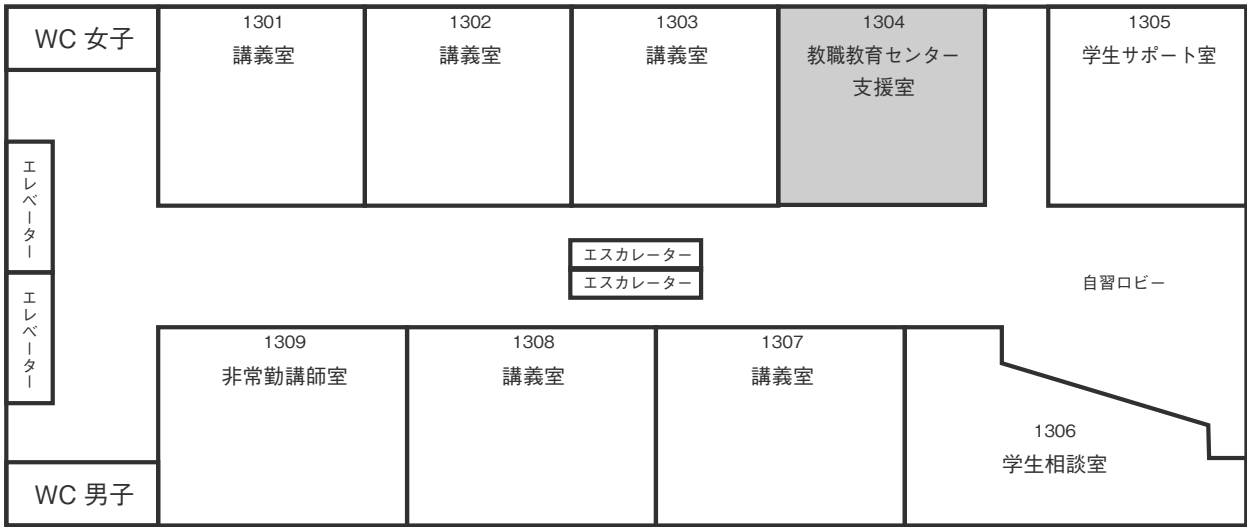 WC 女子
1301
講義室
1302
講義室
1303
講義室
1304
教職教育センター
支援室
1305
学生サポート室
エレベーター
エレベーター
エスカレーター
エスカレーター
自習ロビー
1309
非常勤講師室
1308
講義室
1307
講義室
1306
学生相談室
WC 男子